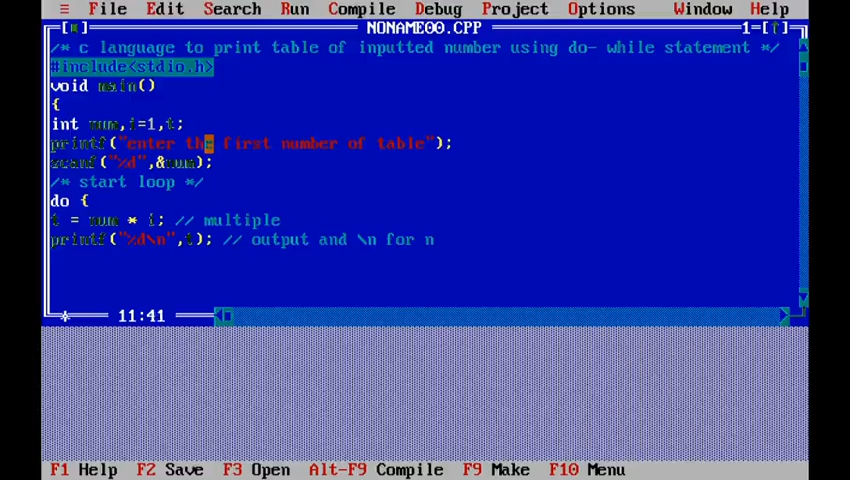 ≡ File Edit Search Run Compile Debug Project Options Window Help
[■] NONAME00.CPP 1=[↑]
/* c language to print table of inputted number using do- while statement */
#include<stdio.h>
void main()
{
int num,i=1,t;
printf("enter the first number of table");
scanf("%d",&num);
/* start loop */
do {
t = num * i; // multiple
printf("%d\n",t); // output and \n for n
11:41
F1 Help F2 Save F3 Open Alt-F9 Compile F9 Make F10 Menu